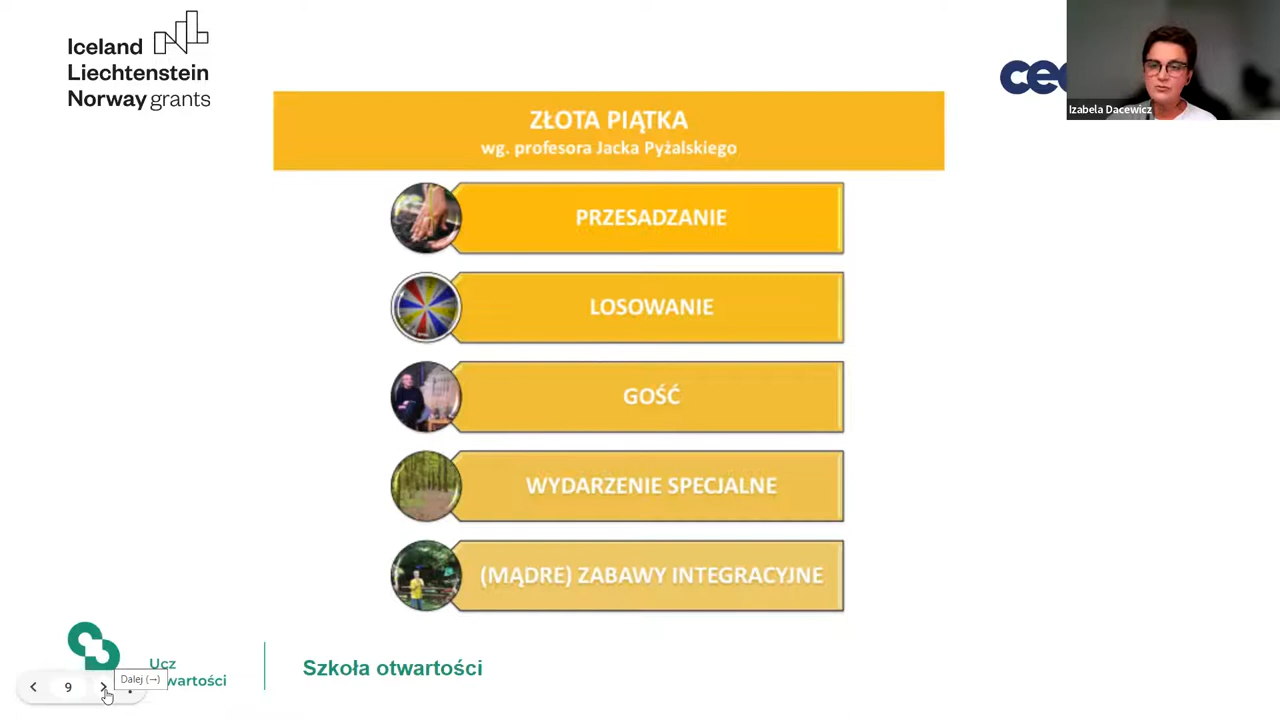 Iceland
Liechtenstein
Norway grants
Izabela Dacewicz
ZŁOTA PIĄTKA
wg. profesora Jacka Pyżalskiego
PRZESADZANIE
LOSOWANIE
GOŚĆ
WYDARZENIE SPECJALNE
(MĄDRE) ZABAWY INTEGRACYJNE
Ucz
Szkoła otwartości
9
Dalej (→)